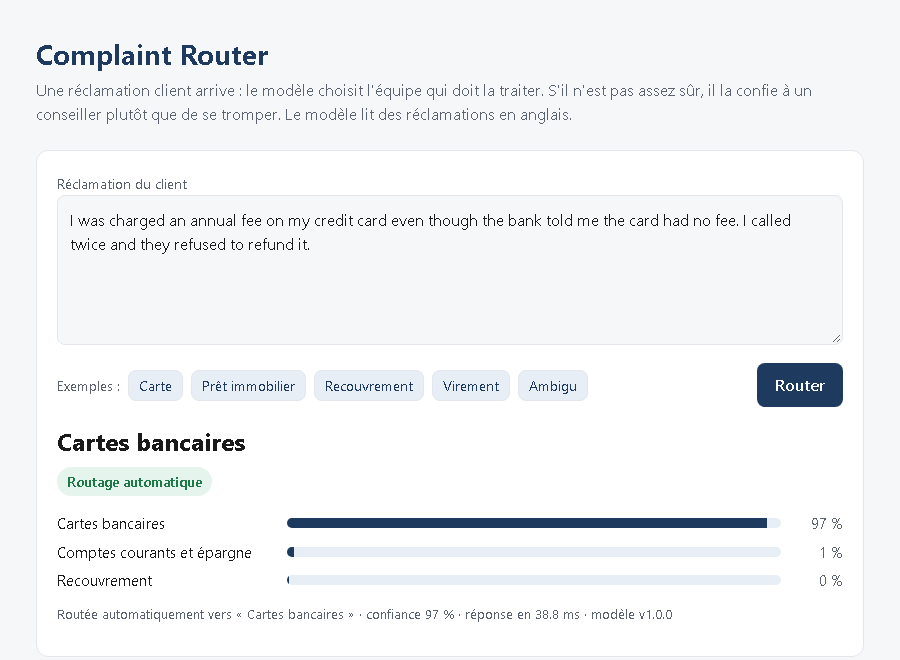 Complaint Router
Une réclamation client arrive : le modèle choisit l'équipe qui doit la traiter. S'il n'est pas assez sûr, il la confie à un
conseiller plutôt que de se tromper. Le modèle lit des réclamations en anglais.
Réclamation du client
I was charged an annual fee on my credit card even though the bank told me the card had no fee. I called
twice and they refused to refund it.
Exemples : Carte Prêt immobilier Recouvrement Virement Ambigu Router
Cartes bancaires
Routage automatique
Cartes bancaires 97 %
Comptes courants et épargne 1 %
Recouvrement 0 %
Routée automatiquement vers « Cartes bancaires » · confiance 97 % · réponse en 38.8 ms · modèle v1.0.0